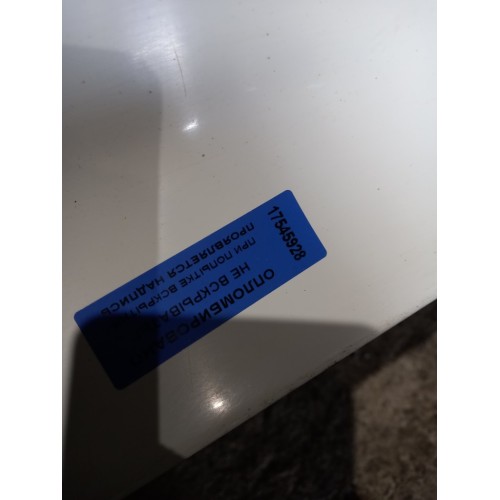 ОПЛОМБИРОВАНО
НЕ ВСКРЫВАТЬ
ПРИ ПОПЫТКЕ ВСКРЫТИЯ
ПРОЯВЛЯЕТСЯ НАДПИСЬ
17545928